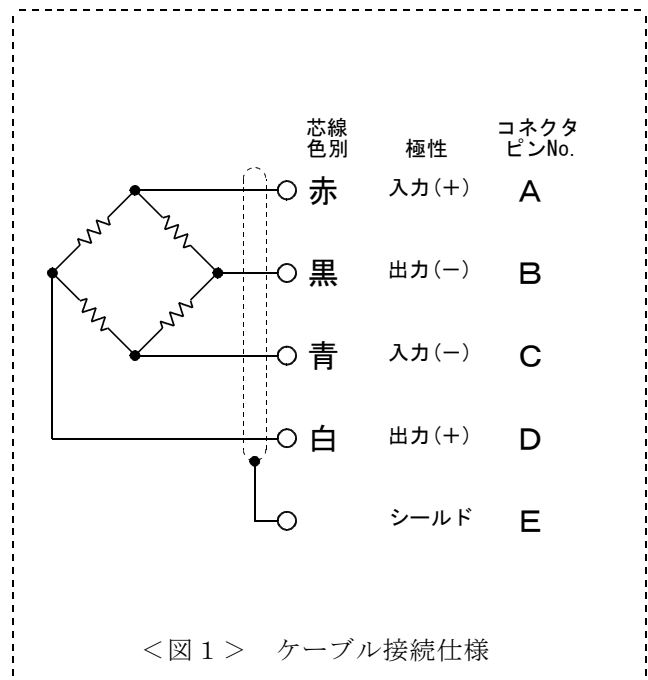 芯線 コネクタ
色別 極性 ピンNo.
赤 入力(+) A
黒 出力(−) B
青 入力(−) C
白 出力(+) D
シールド E
<図1> ケーブル接続仕様